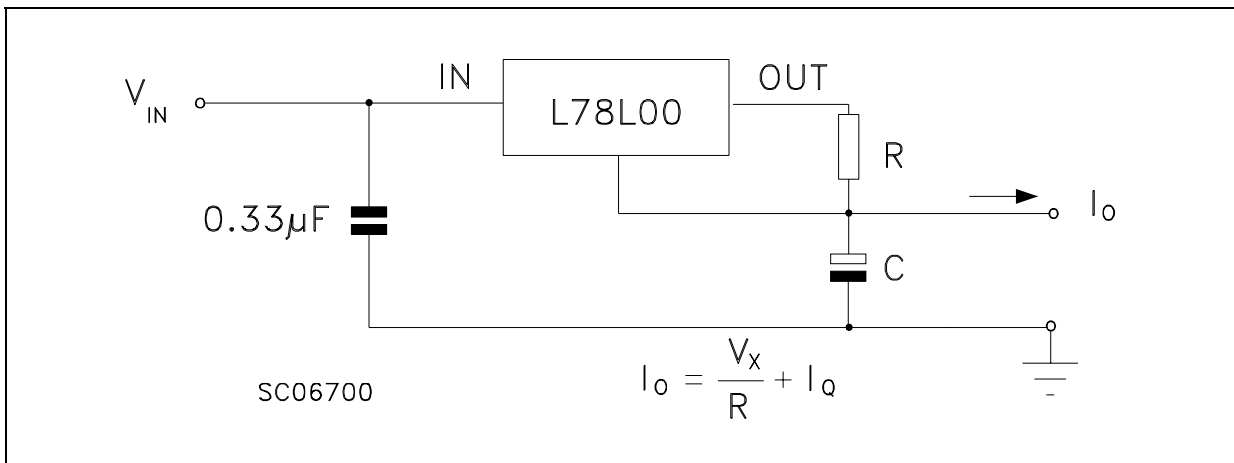 IN
OUT
V_IN
L78L00
R
0.33µF
I_O
C
I_O = V_X / R + I_Q
SC06700